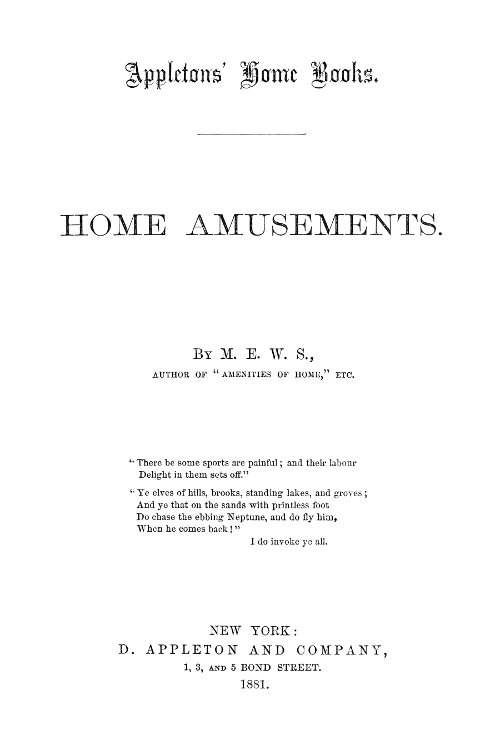 Appletons' Home Books.
HOME AMUSEMENTS.
By M. E. W. S.,
AUTHOR OF "AMENITIES OF HOME," ETC.
"There be some sports are painful; and their labour
Delight in them sets off."
"Ye elves of hills, brooks, standing lakes, and groves;
And ye that on the sands with printless foot
Do chase the ebbing Neptune, and do fly him,
When he comes back!"
I do invoke ye all.
NEW YORK:
D. APPLETON AND COMPANY,
1, 3, AND 5 BOND STREET.
1881.